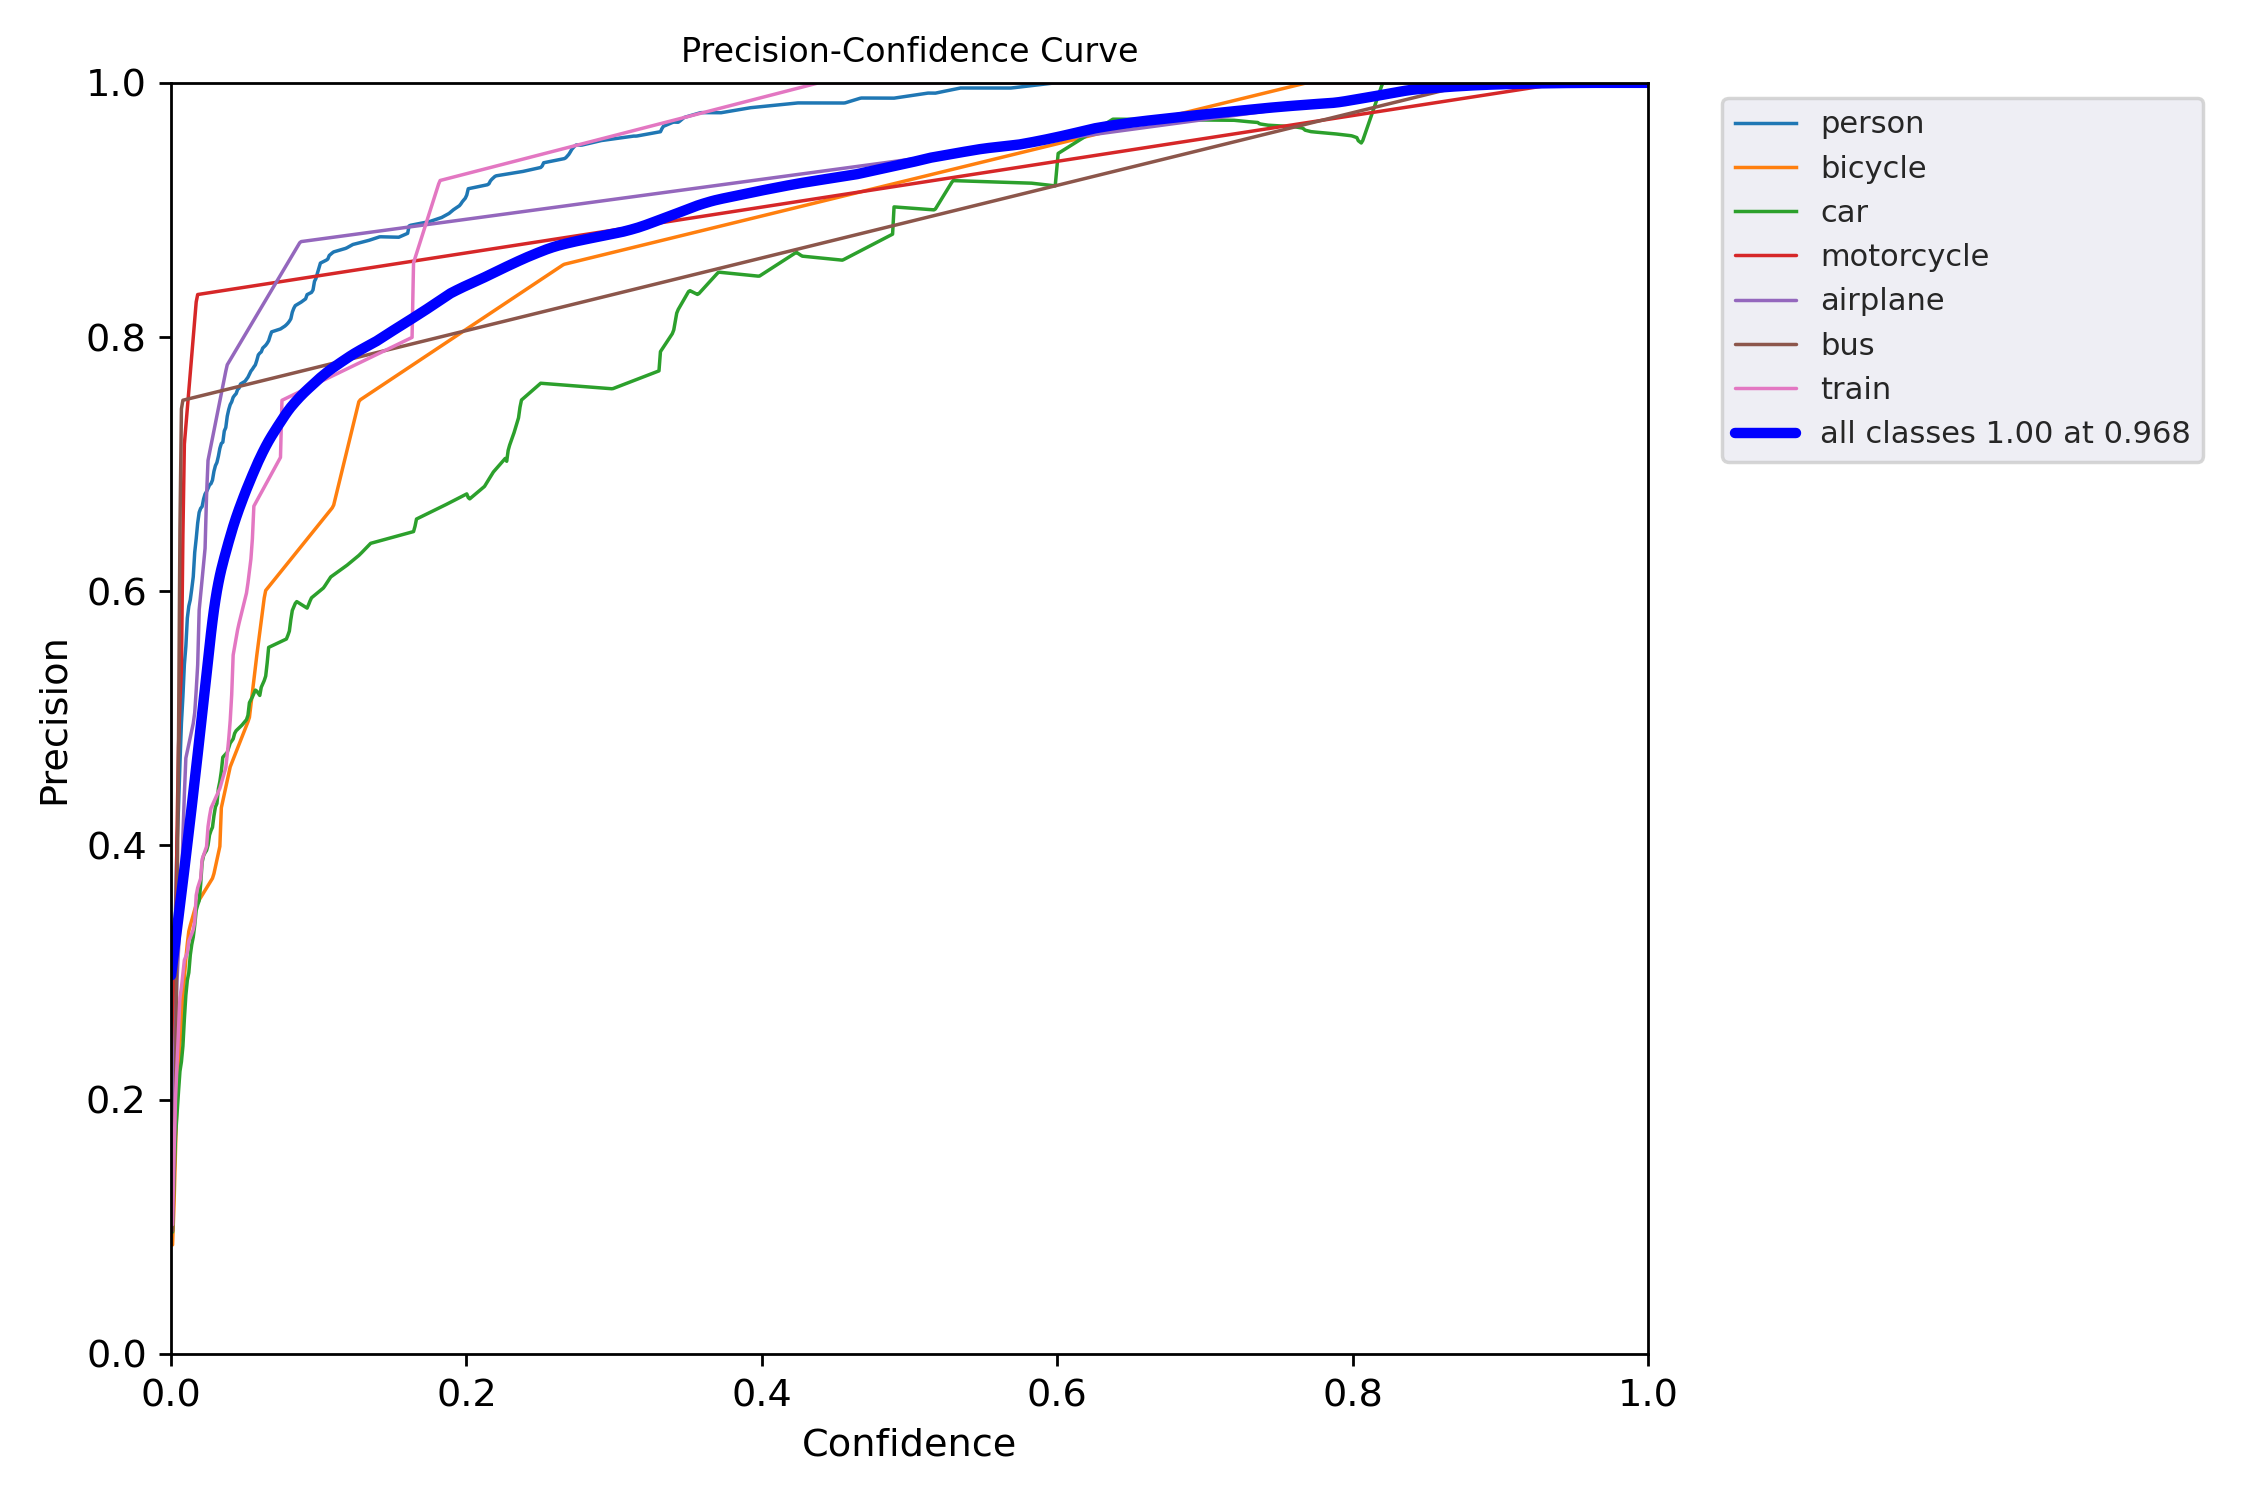 Precision-Confidence Curve
1.0
0.8
0.6
0.4
0.2
0.0
Precision
0.0 0.2 0.4 0.6 0.8 1.0
Confidence
person
bicycle
car
motorcycle
airplane
bus
train
all classes 1.00 at 0.968